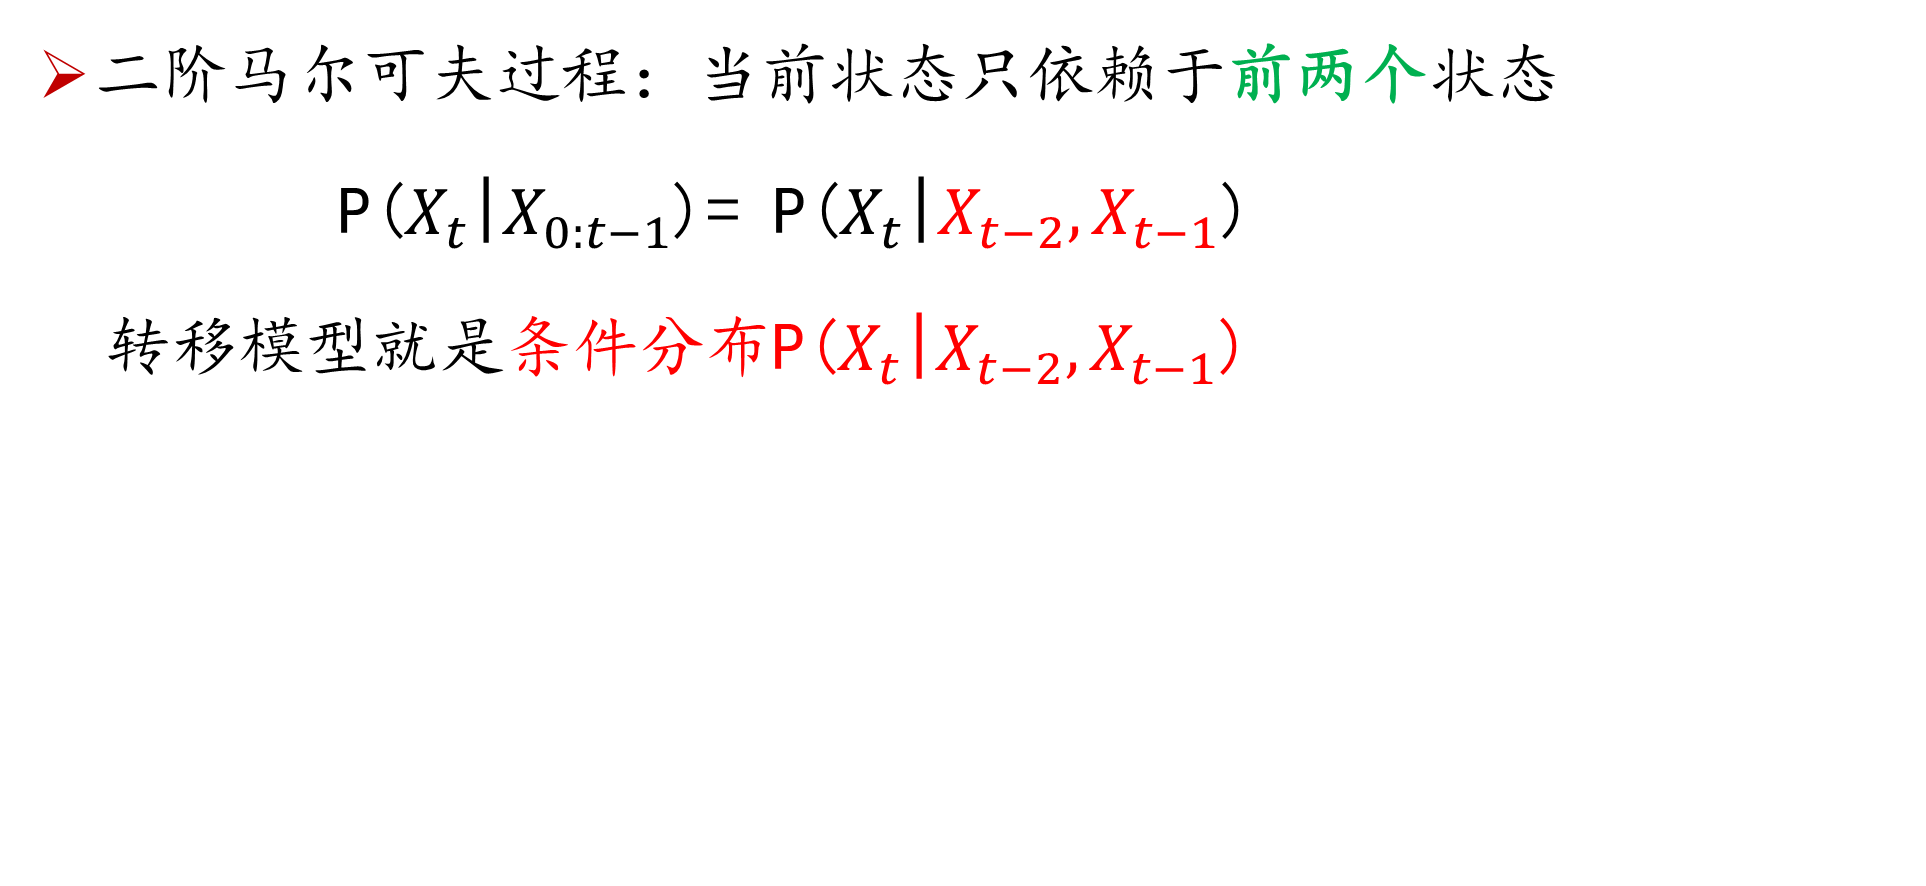 ➢二阶马尔可夫过程：当前状态只依赖于前两个状态
P(X_t|X_{0:t−1})= P(X_t|X_{t−2},X_{t−1})
转移模型就是条件分布P(X_t|X_{t−2},X_{t−1})